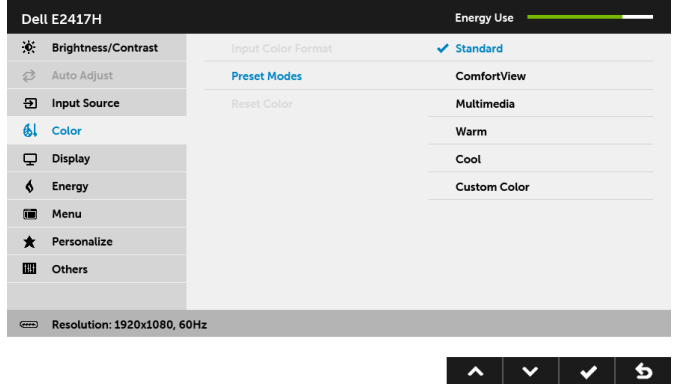 Dell E2417H Energy Use
Brightness/Contrast Input Color Format Standard
Auto Adjust Preset Modes ComfortView
Input Source Reset Color Multimedia
Color Warm
Display Cool
Energy Custom Color
Menu
Personalize
Others
Resolution: 1920x1080, 60Hz